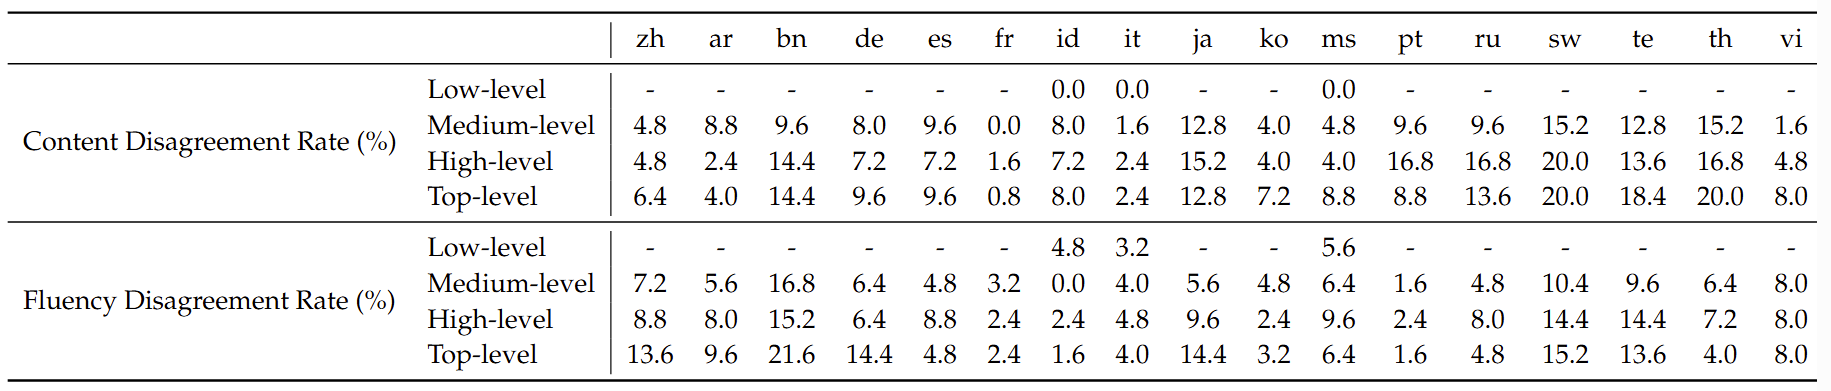 zh ar bn de es fr id it ja ko ms pt ru sw te th vi
Low-level - - - - - - 0.0 0.0 - - 0.0 - - - - - -
Medium-level 4.8 8.8 9.6 8.0 9.6 0.0 8.0 1.6 12.8 4.0 4.8 9.6 9.6 15.2 12.8 15.2 1.6
Content Disagreement Rate (%)
High-level 4.8 2.4 14.4 7.2 7.2 1.6 7.2 2.4 15.2 4.0 4.0 16.8 16.8 20.0 13.6 16.8 4.8
Top-level 6.4 4.0 14.4 9.6 9.6 0.8 8.0 2.4 12.8 7.2 8.8 8.8 13.6 20.0 18.4 20.0 8.0
Low-level - - - - - - 4.8 3.2 - - 5.6 - - - - - -
Medium-level 7.2 5.6 16.8 6.4 4.8 3.2 0.0 4.0 5.6 4.8 6.4 1.6 4.8 10.4 9.6 6.4 8.0
Fluency Disagreement Rate (%)
High-level 8.8 8.0 15.2 6.4 8.8 2.4 2.4 4.8 9.6 2.4 9.6 2.4 8.0 14.4 14.4 7.2 8.0
Top-level 13.6 9.6 21.6 14.4 4.8 2.4 1.6 4.0 14.4 3.2 6.4 1.6 4.8 15.2 13.6 4.0 8.0